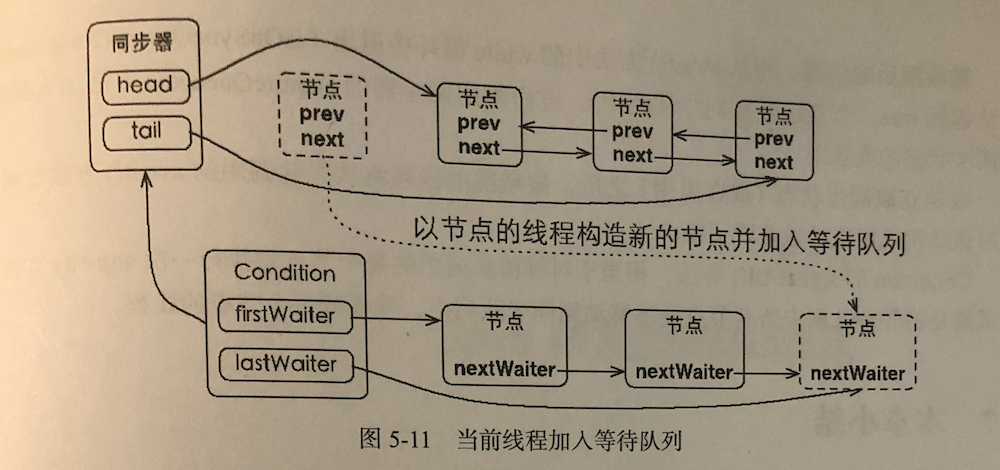 同步器
head
tail
节点
prev
next
节点
prev
next
节点
prev
next
节点
prev
next
以节点的线程构造新的节点并加入等待队列
Condition
firstWaiter
lastWaiter
节点
nextWaiter
节点
nextWaiter
节点
nextWaiter
图 5-11 当前线程加入等待队列